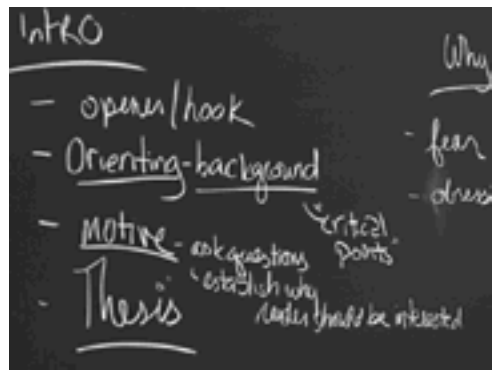 Intro
- opener/hook
- Orienting-background
"critical points"
- Motive - ask questions
- establish why
reader should be interested
- Thesis
Why
- fear